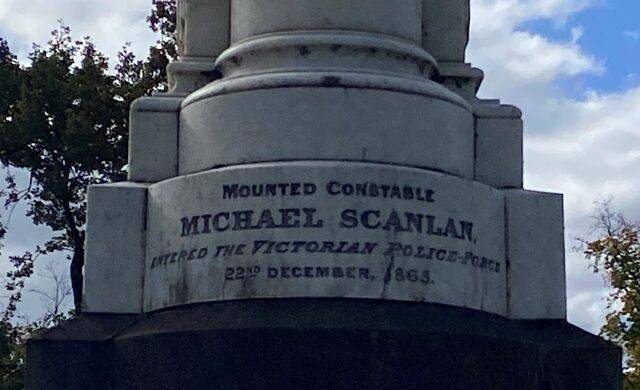 MOUNTED CONSTABLE
MICHAEL SCANLAN,
ENTERED THE VICTORIAN POLICE-FORCE
22ND DECEMBER, 1865.